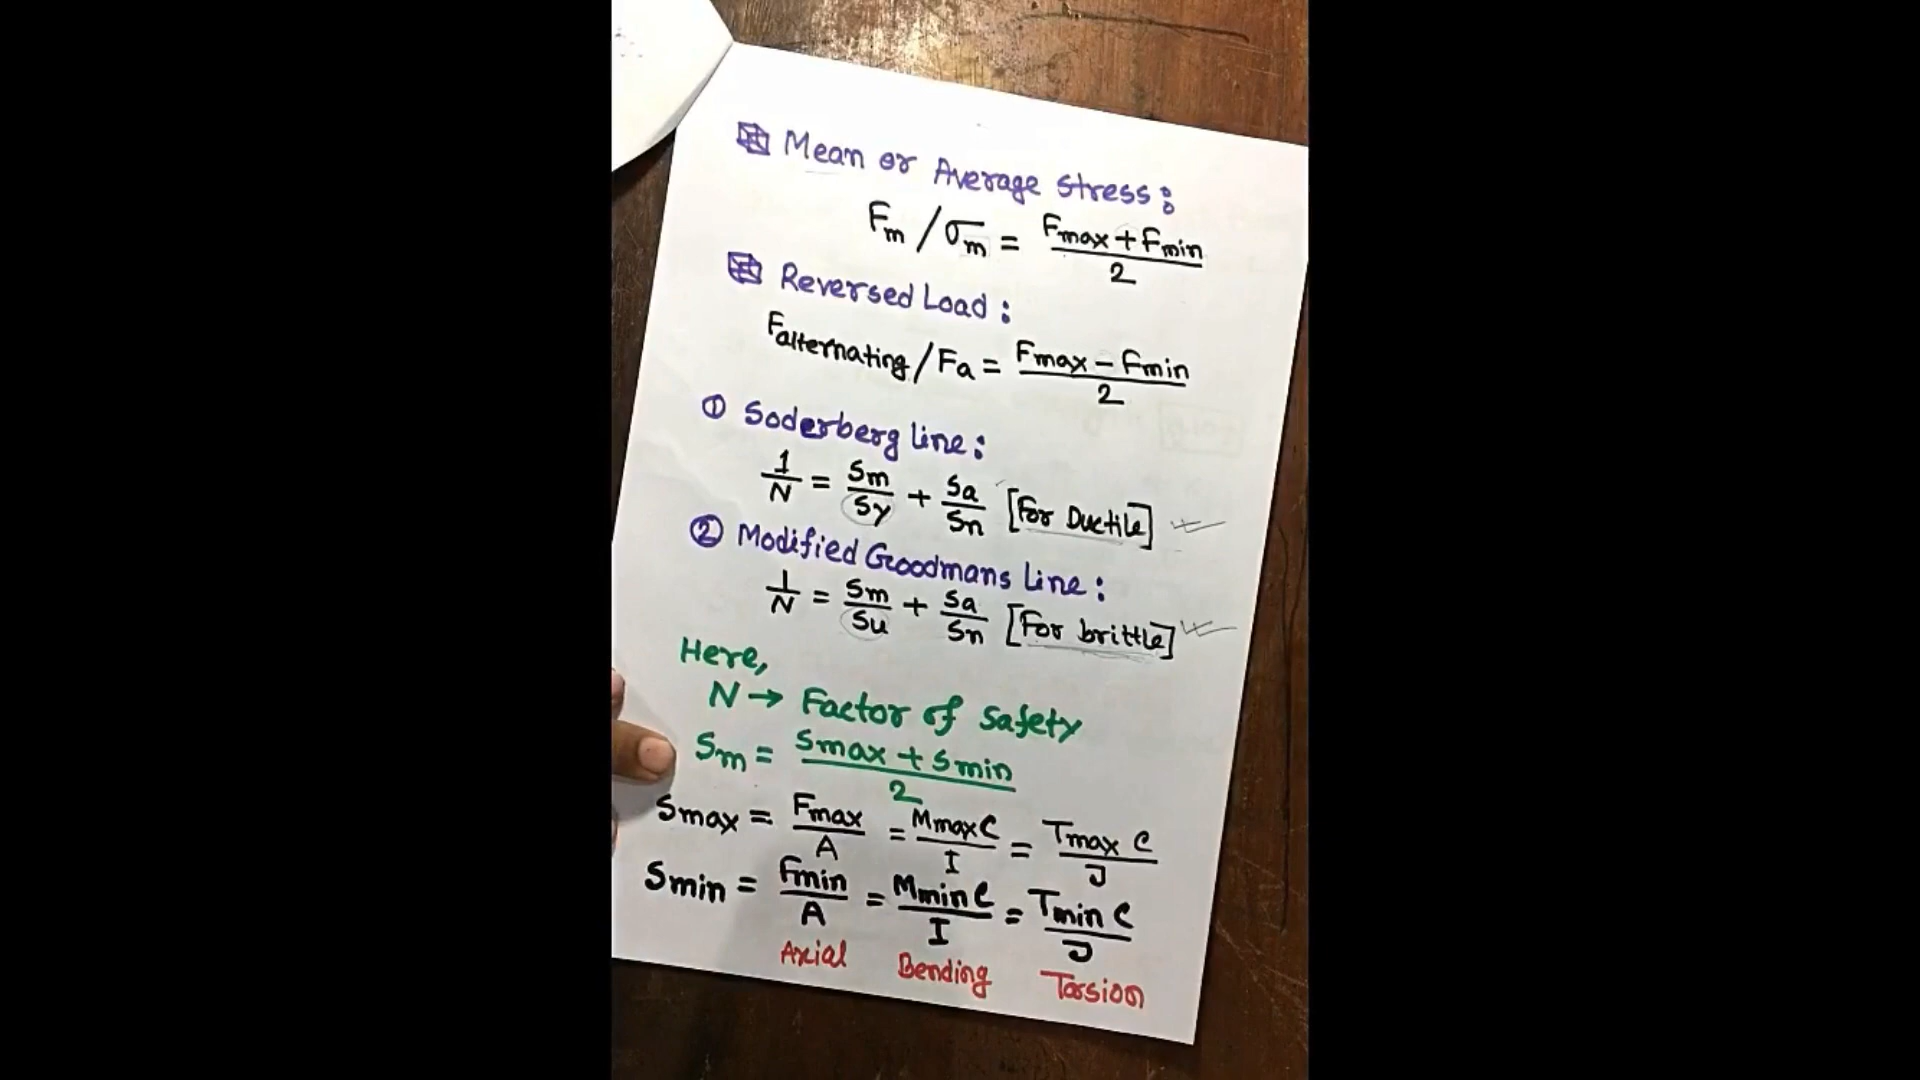 Mean or Average Stress:
Fm / σm = (Fmax + Fmin) / 2
Reversed Load:
Falternating / Fa = (Fmax − Fmin) / 2
① Soderberg Line:
1/N = Sm/Sy + Sa/Sn [For Ductile]
② Modified Goodmans Line:
1/N = Sm/Su + Sa/Sn [For brittle]
Here,
N → Factor of Safety
Sm = (Smax + Smin) / 2
Smax = Fmax/A = MmaxC/I = Tmax C/J
Smin = Fmin/A = Mmin C/I = Tmin C/J
Axial Bending Torsion